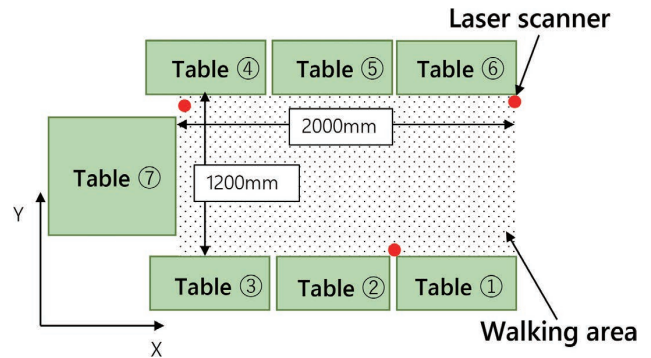 Laser scanner
Table ④
Table ⑤
Table ⑥
2000mm
Table ⑦
1200mm
Y
Table ③
Table ②
Table ①
Walking area
X